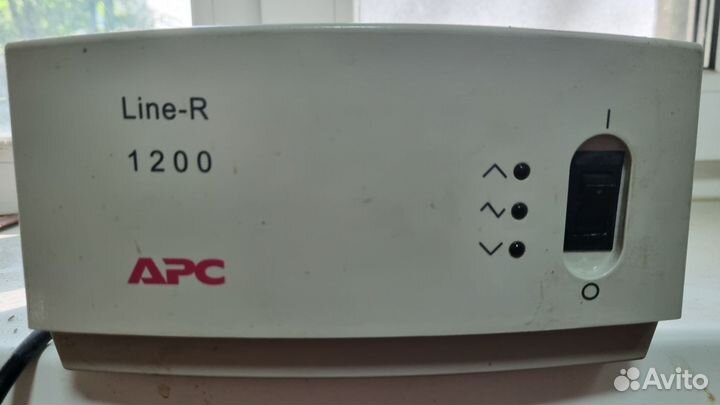 Line-R
1200
APC
I
O
Avito